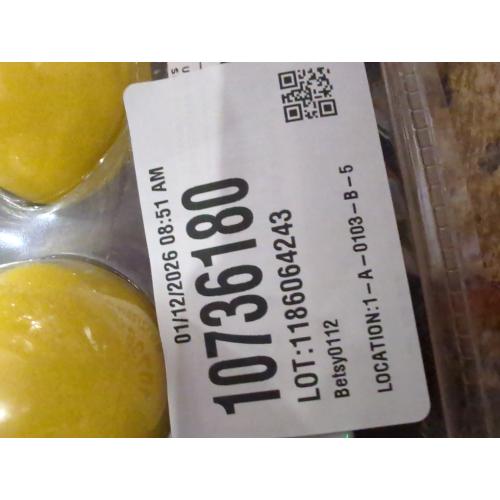 01/12/2026 08:51 AM
10736180
LOT:1186064243
Betsy0112
LOCATION:1-A-0103-B-5